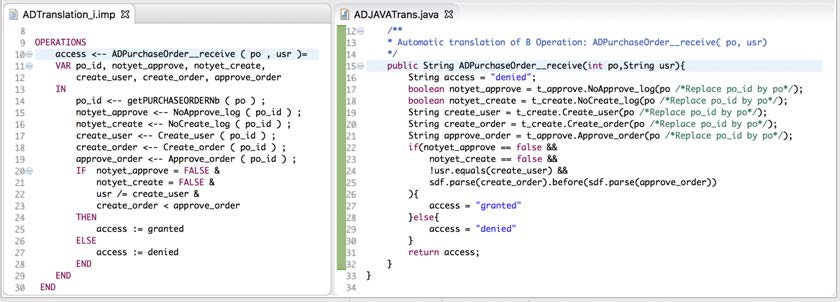 ADTranslation_i.imp
8
9 OPERATIONS
10 access <-- ADPurchaseOrder__receive ( po , usr )=
11 VAR po_id, notyet_approve, notyet_create,
12 create_user, create_order, approve_order
13 IN
14 po_id <-- getPURCHASEORDERNb ( po ) ;
15 notyet_approve <-- NoApprove_log ( po_id ) ;
16 notyet_create <-- NoCreate_log ( po_id ) ;
17 create_user <-- Create_user ( po_id ) ;
18 create_order <-- Create_order ( po_id ) ;
19 approve_order <-- Approve_order ( po_id ) ;
20 IF notyet_approve = FALSE &
21 notyet_create = FALSE &
22 usr /= create_user &
23 create_order < approve_order
24 THEN
25 access := granted
26 ELSE
27 access := denied
28 END
29 END
30 END
ADJAVATrans.java
12 /**
13 * Automatic translation of B Operation: ADPurchaseOrder__receive( po, usr)
14 */
15 public String ADPurchaseOrder__receive(int po,String usr){
16 String access = "denied";
17 boolean notyet_approve = t_approve.NoApprove_log(po /*Replace po_id by po*/);
18 boolean notyet_create = t_create.NoCreate_log(po /*Replace po_id by po*/);
19 String create_user = t_create.Create_user(po /*Replace po_id by po*/);
20 String create_order = t_create.Create_order(po /*Replace po_id by po*/);
21 String approve_order = t_approve.Approve_order(po /*Replace po_id by po*/);
22 if(notyet_approve == false &&
23 notyet_create == false &&
24 !usr.equals(create_user) &&
25 sdf.parse(create_order).before(sdf.parse(approve_order))
26 ){
27 access = "granted"
28 }else{
29 access = "denied"
30 }
31 return access;
32 }
33 }
34